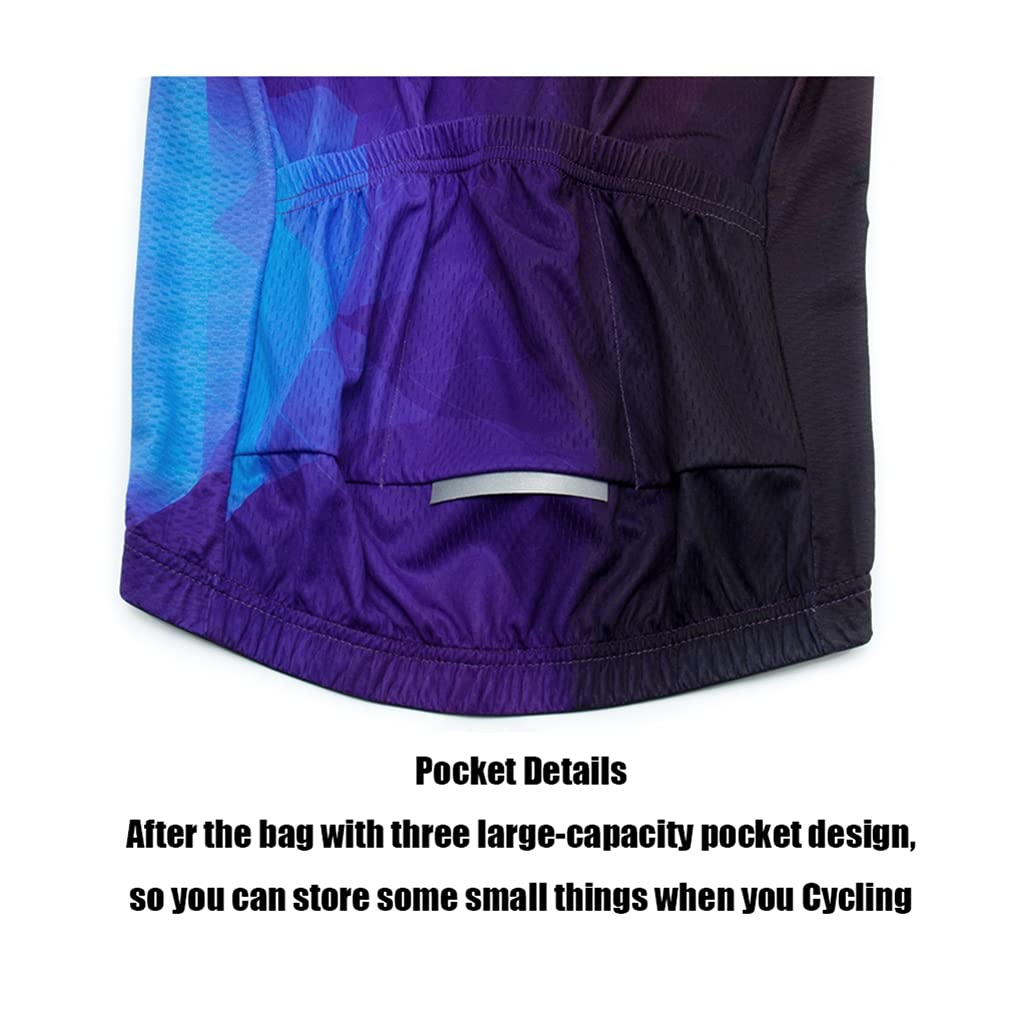 Pocket Details
After the bag with three large-capacity pocket design,
so you can store some small things when you Cycling